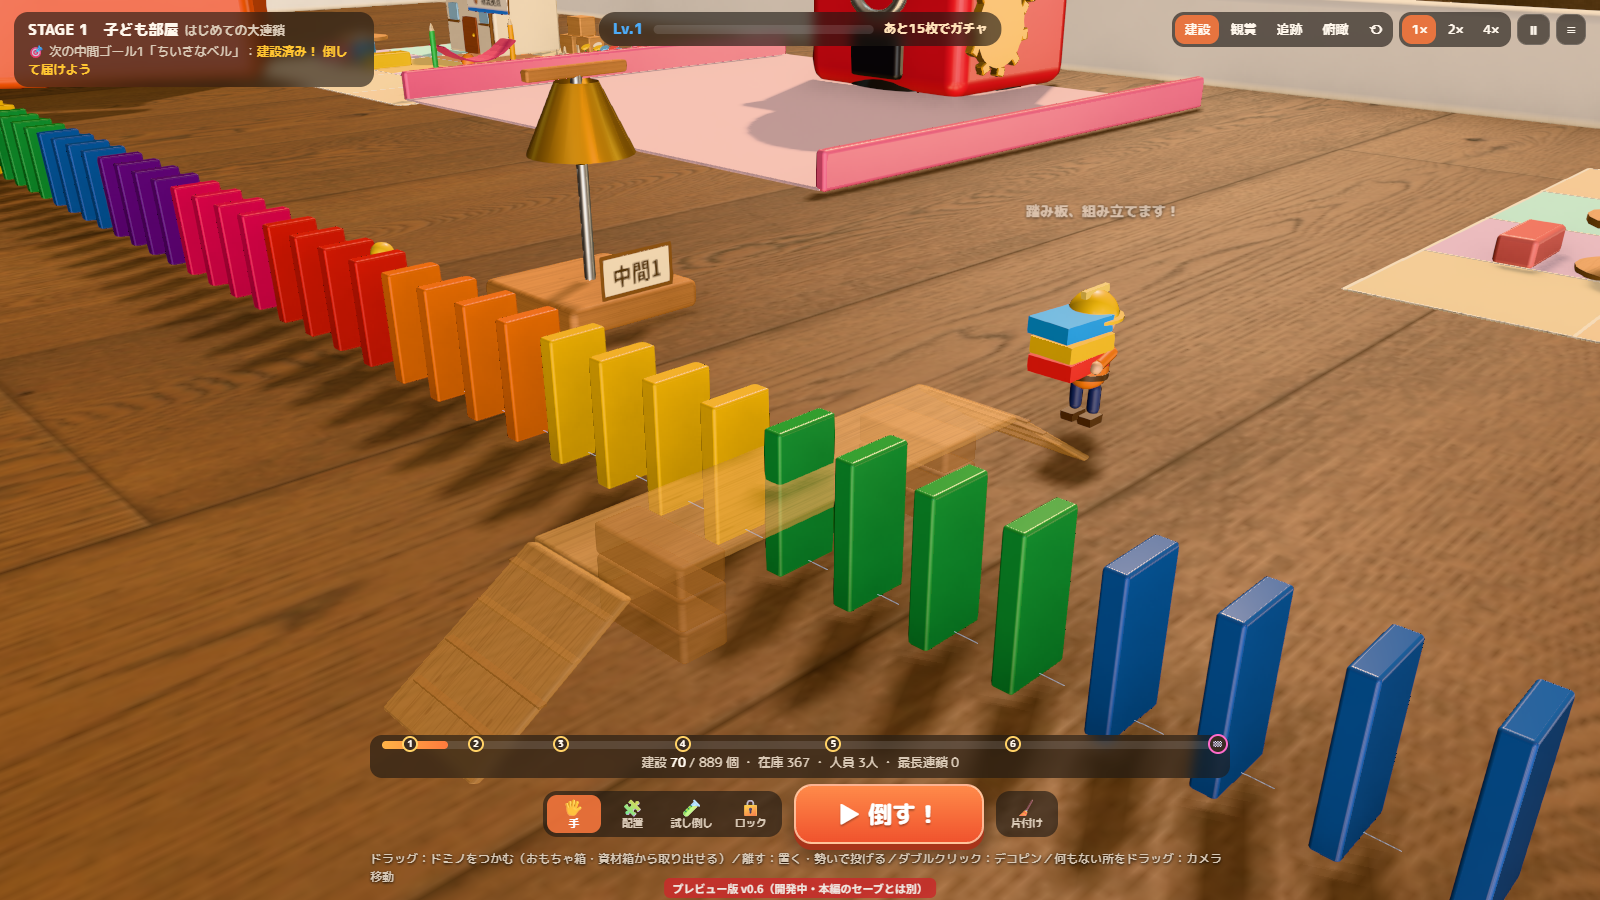 STAGE 1 子ども部屋 はじめての大連鎖
🎯 次の中間ゴール1「ちいさなベル」：建設済み！ 倒し
て届けよう
Lv.1 あと15枚でガチャ
建設 観賞 追跡 俯瞰 1× 2× 4×
踏み板、組み立てます！
中間1
1 2 3 4 5 6
建設 70 / 889 個 ・ 在庫 367 ・ 人員 3人 ・ 最長連鎖 0
手 配置 試し倒し ロック ▶ 倒す！ 片付け
ドラッグ：ドミノをつかむ（おもちゃ箱・資材箱から取り出せる）／離す：置く・勢いで投げる／ダブルクリック：デコピン／何もない所をドラッグ：カメラ
移動
プレビュー版 v0.6（開発中・本編のセーブとは別）